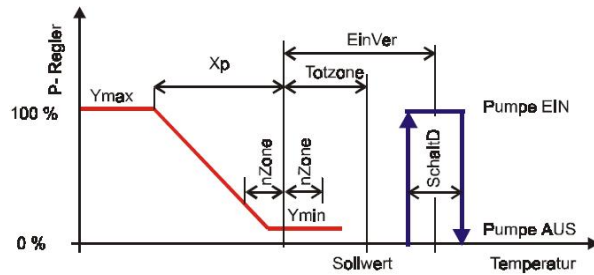 P- Regler
EinVer
Xp
Totzone
Ymax
100 %
Pumpe EIN
nZone
nZone
SchaltD
Ymin
0 %
Pumpe AUS
Sollwert
Temperatur